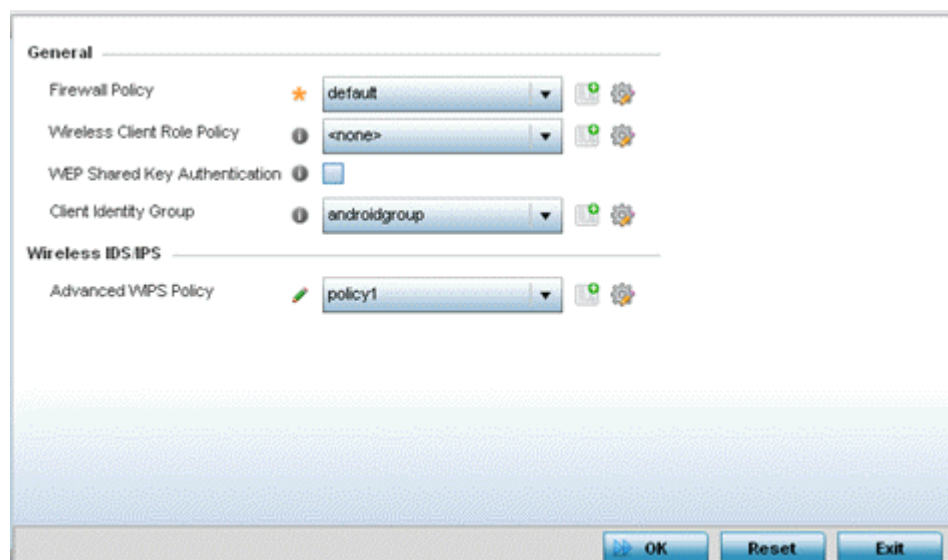 General
Firewall Policy default
Wireless Client Role Policy <none>
WEP Shared Key Authentication
Client Identity Group androidgroup
Wireless IDS/IPS
Advanced WIPS Policy policy1
OK Reset Exit